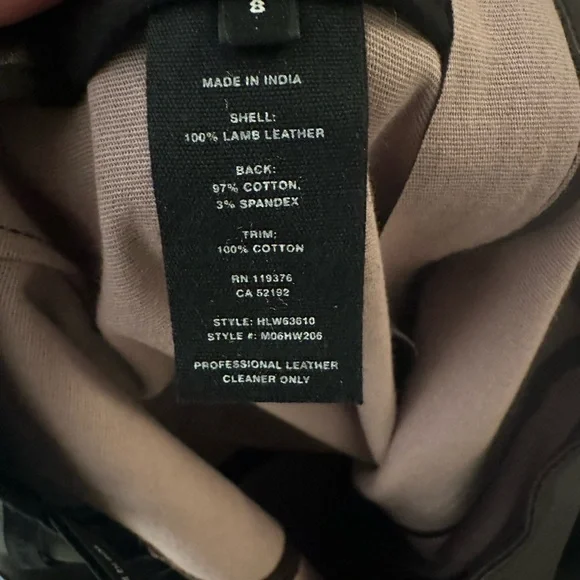 8
MADE IN INDIA
SHELL:
100% LAMB LEATHER
BACK:
97% COTTON,
3% SPANDEX
TRIM:
100% COTTON
RN 119376
CA 52192
STYLE: HLW63610
STYLE #: M06HW206
PROFESSIONAL LEATHER
CLEANER ONLY